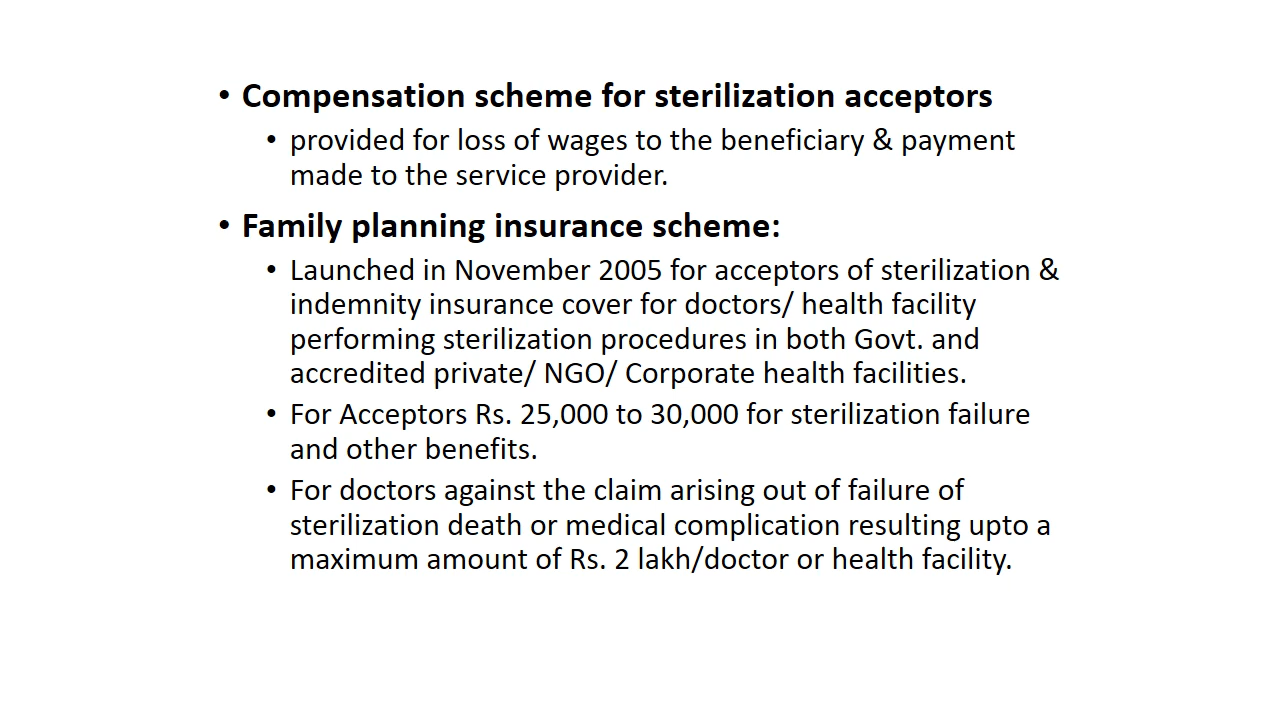 • Compensation scheme for sterilization acceptors
• provided for loss of wages to the beneficiary & payment
made to the service provider.
• Family planning insurance scheme:
• Launched in November 2005 for acceptors of sterilization &
indemnity insurance cover for doctors/ health facility
performing sterilization procedures in both Govt. and
accredited private/ NGO/ Corporate health facilities.
• For Acceptors Rs. 25,000 to 30,000 for sterilization failure
and other benefits.
• For doctors against the claim arising out of failure of
sterilization death or medical complication resulting upto a
maximum amount of Rs. 2 lakh/doctor or health facility.